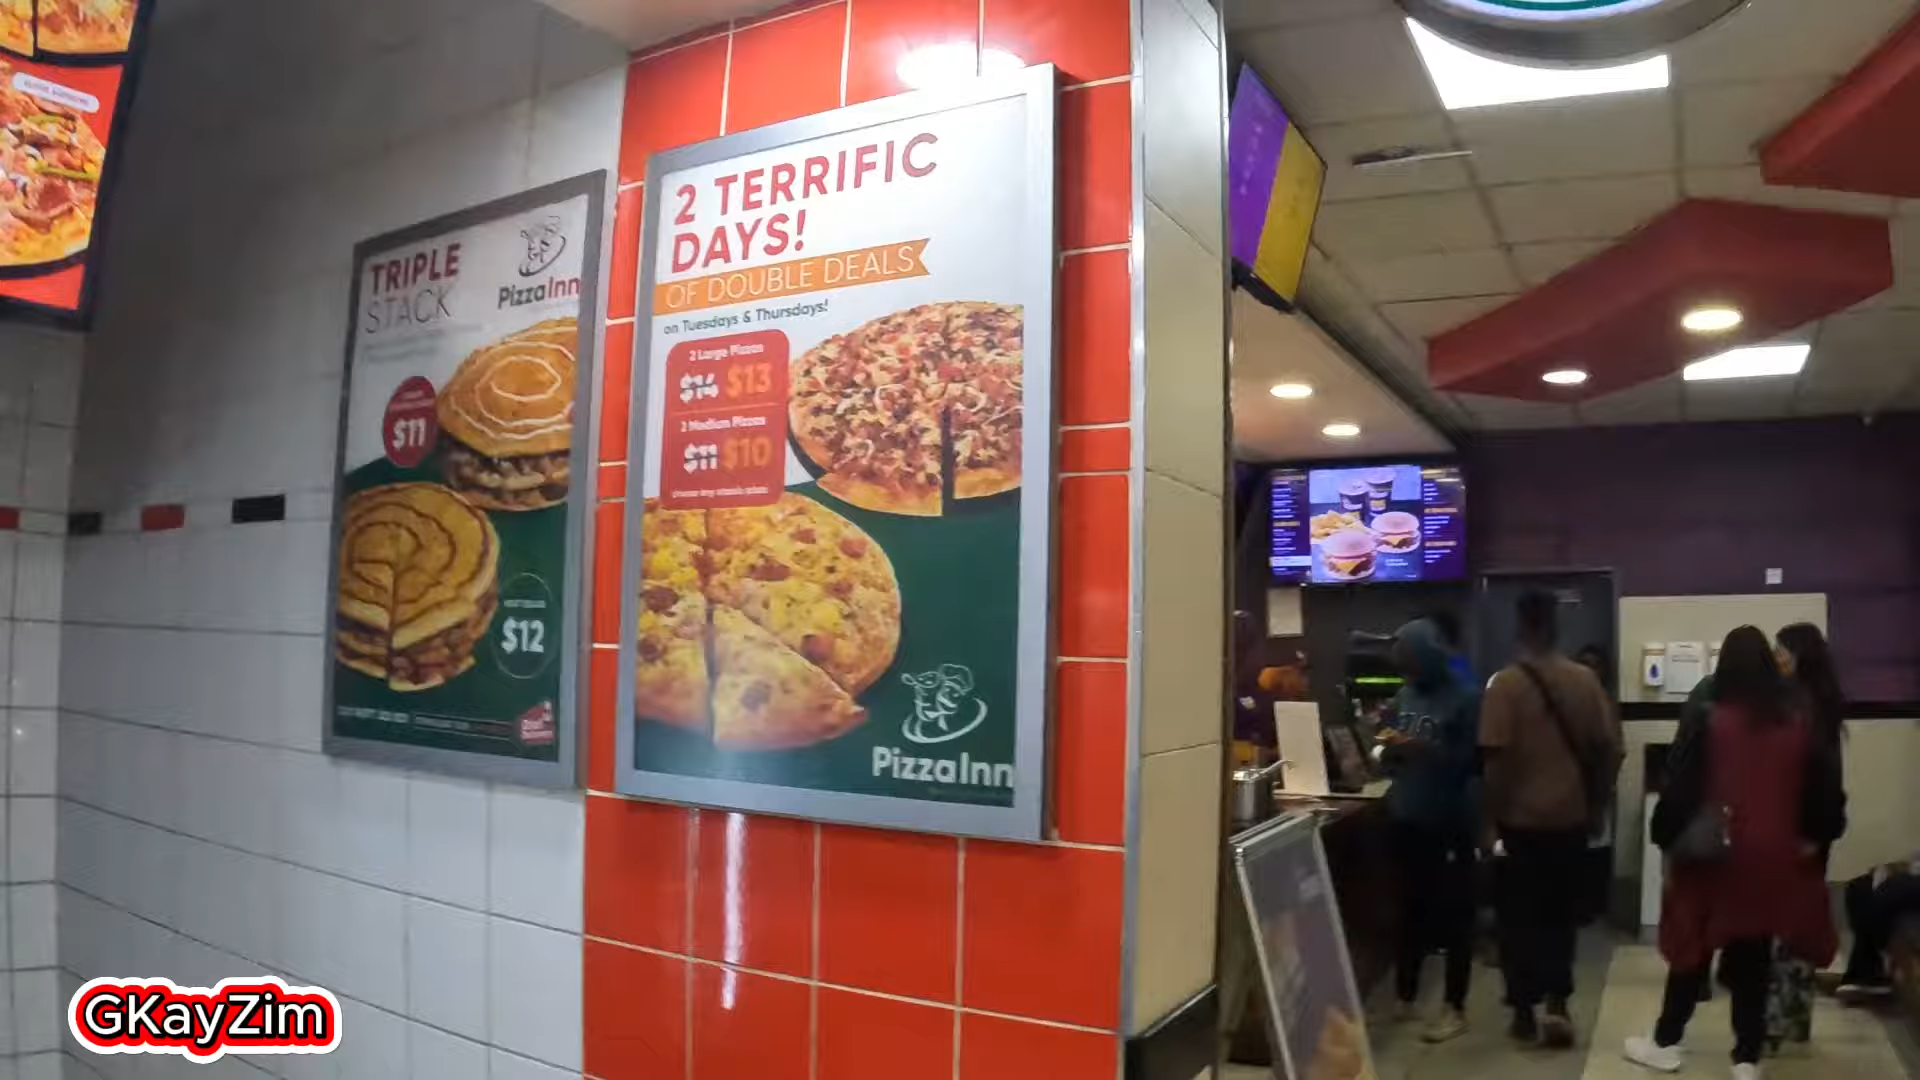 TRIPLE
STACK
PizzaInn
$11
$12
2 TERRIFIC
DAYS!
OF DOUBLE DEALS
on Tuesdays & Thursdays!
2 Large Pizzas
$14 $13
2 Medium Pizzas
$11 $10
PizzaInn
GKayZim